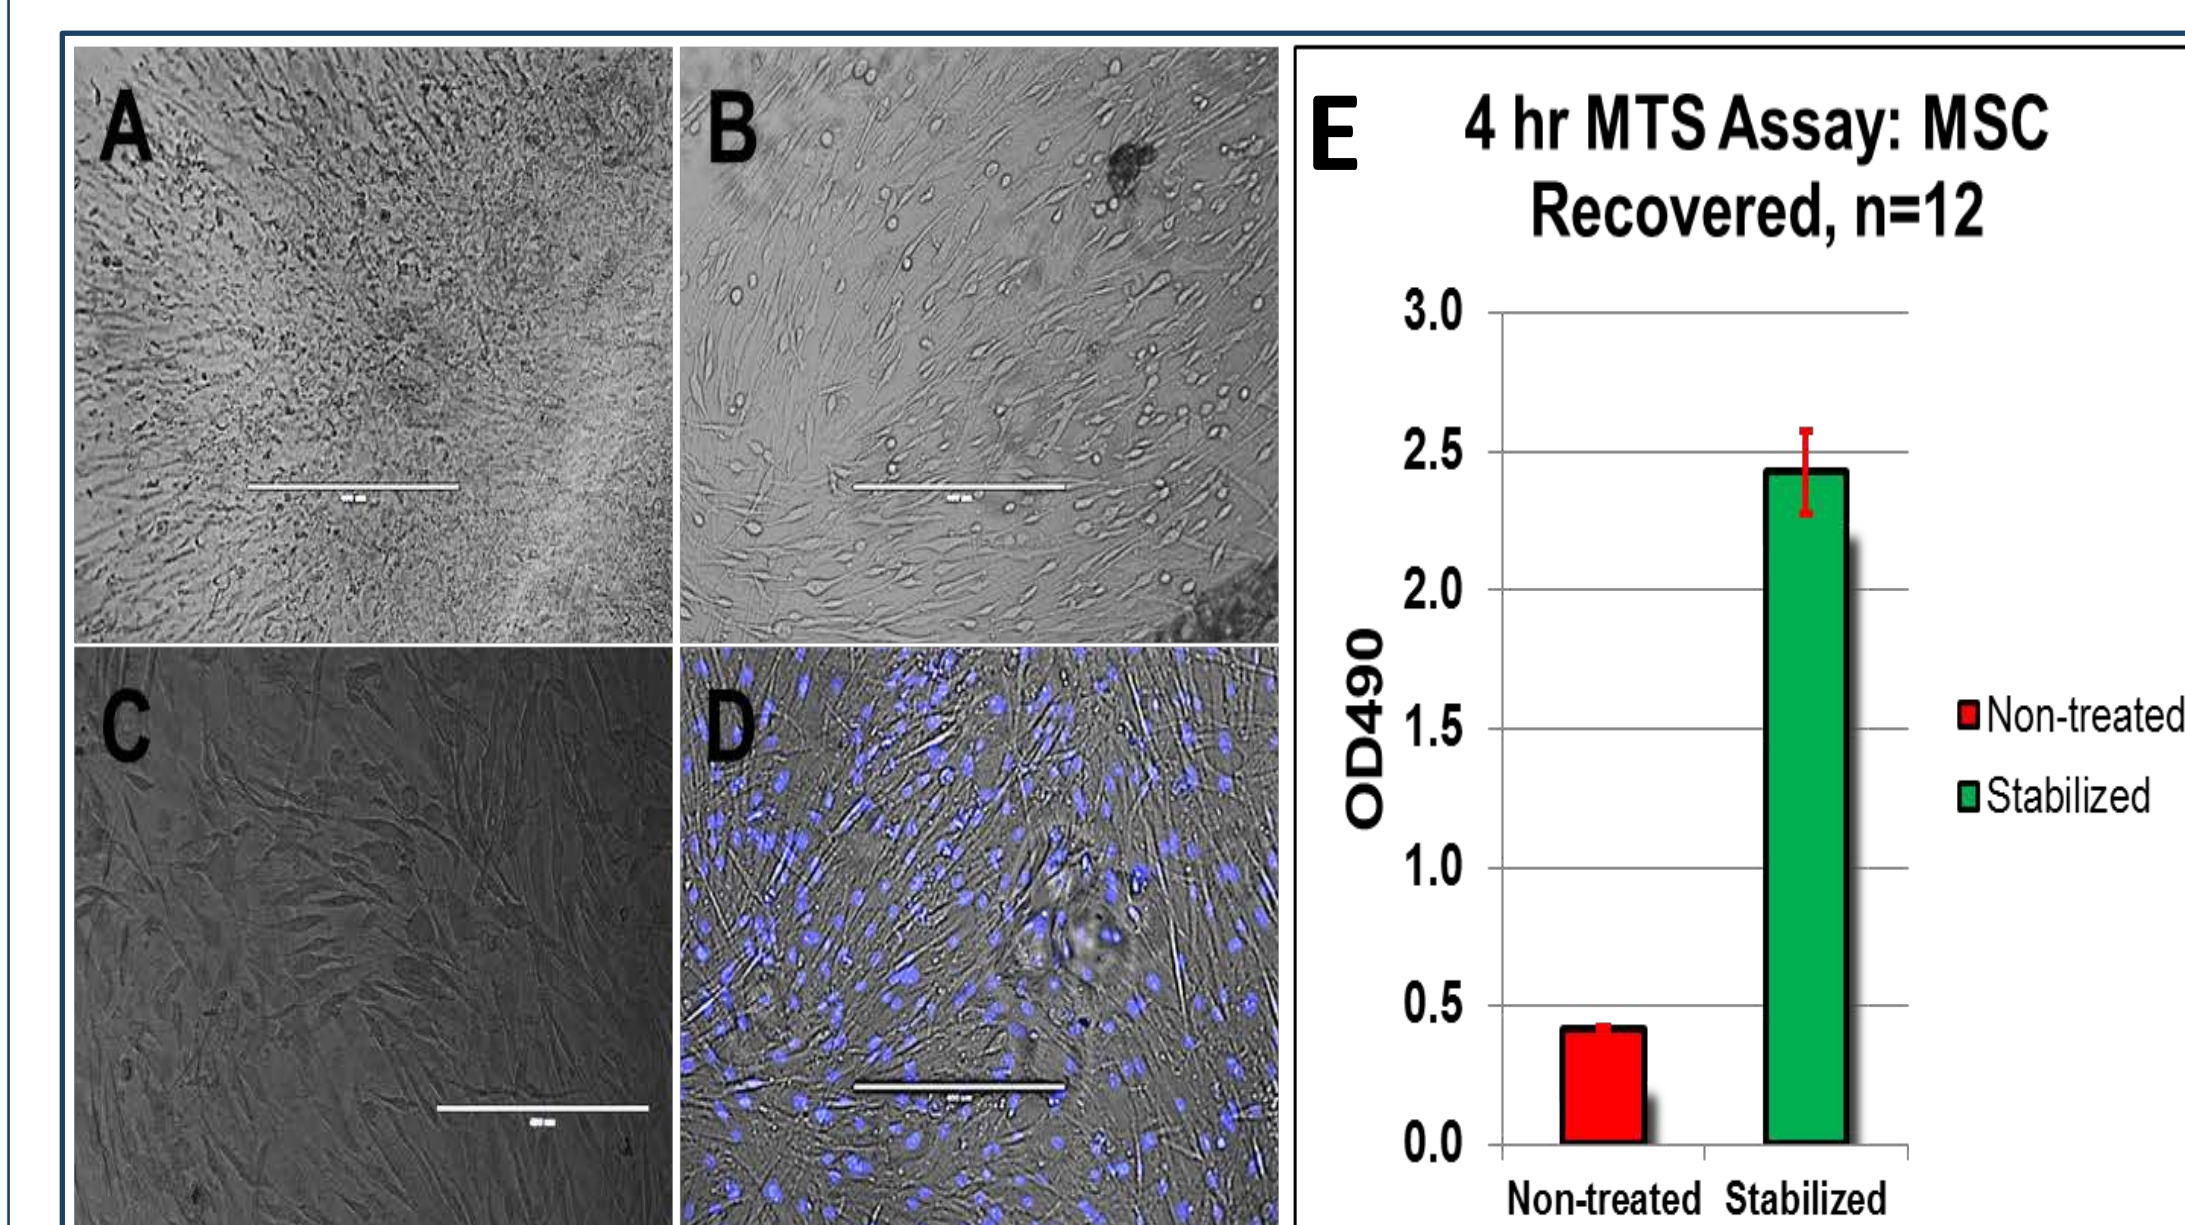 A
B
C
D
E
4 hr MTS Assay: MSC
Recovered, n=12
3.0
2.5
2.0
1.5
1.0
0.5
0.0
OD490
Non-treated
Stabilized
Non-treated
Stabilized